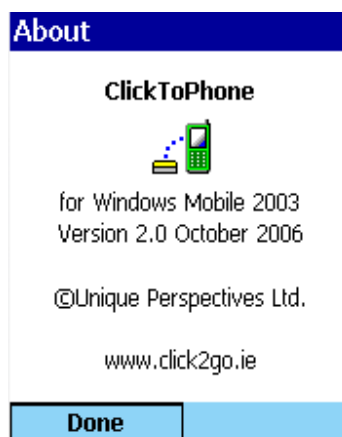 About
ClickToPhone
for Windows Mobile 2003
Version 2.0 October 2006
©Unique Perspectives Ltd.
www.click2go.ie
Done